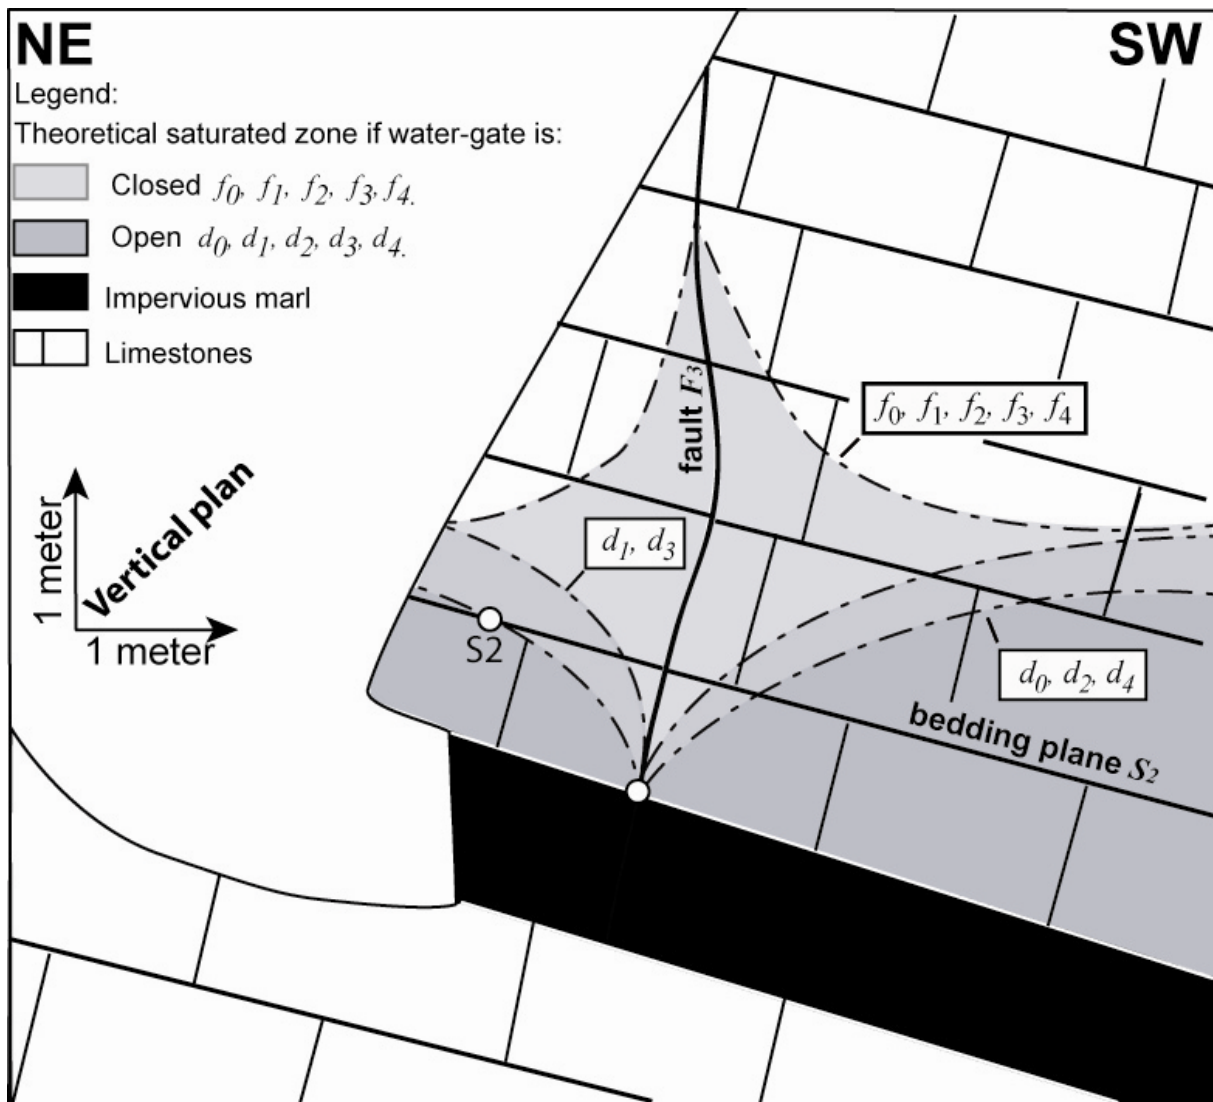 NE
SW
Legend:
Theoretical saturated zone if water-gate is:
Closed f0, f1, f2, f3, f4.
Open d0, d1, d2, d3, d4.
Impervious marl
Limestones
fault F3
f0, f1, f2, f3, f4
1 meter
Vertical plan
1 meter
d1, d3
S2
d0, d2, d4
bedding plane S2